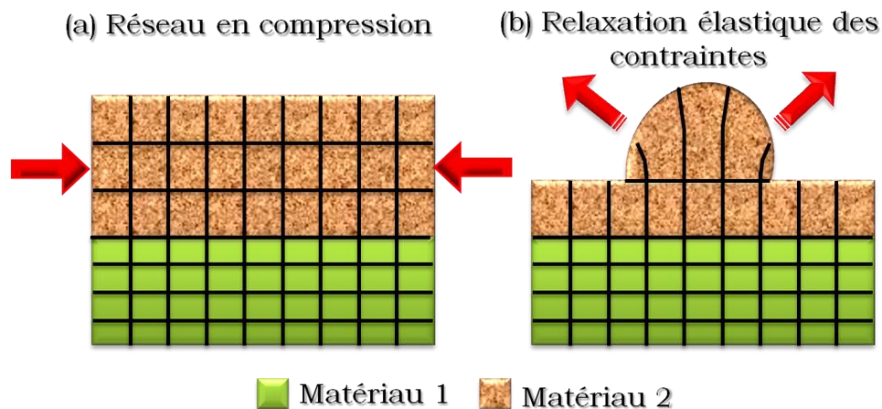 (a) Réseau en compression
(b) Relaxation élastique des
contraintes
Matériau 1
Matériau 2